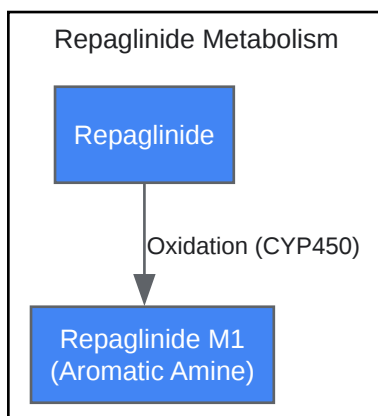 Repaglinide Metabolism
Repaglinide
Oxidation (CYP450)
Repaglinide M1
(Aromatic Amine)